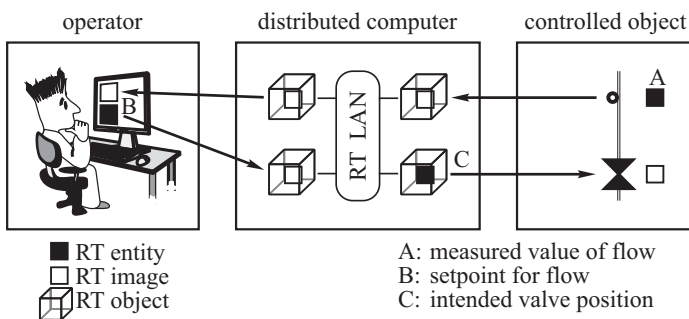 operator
distributed computer
controlled object
A
B
RT LAN
C
RT entity
RT image
RT object
A: measured value of flow
B: setpoint for flow
C: intended valve position